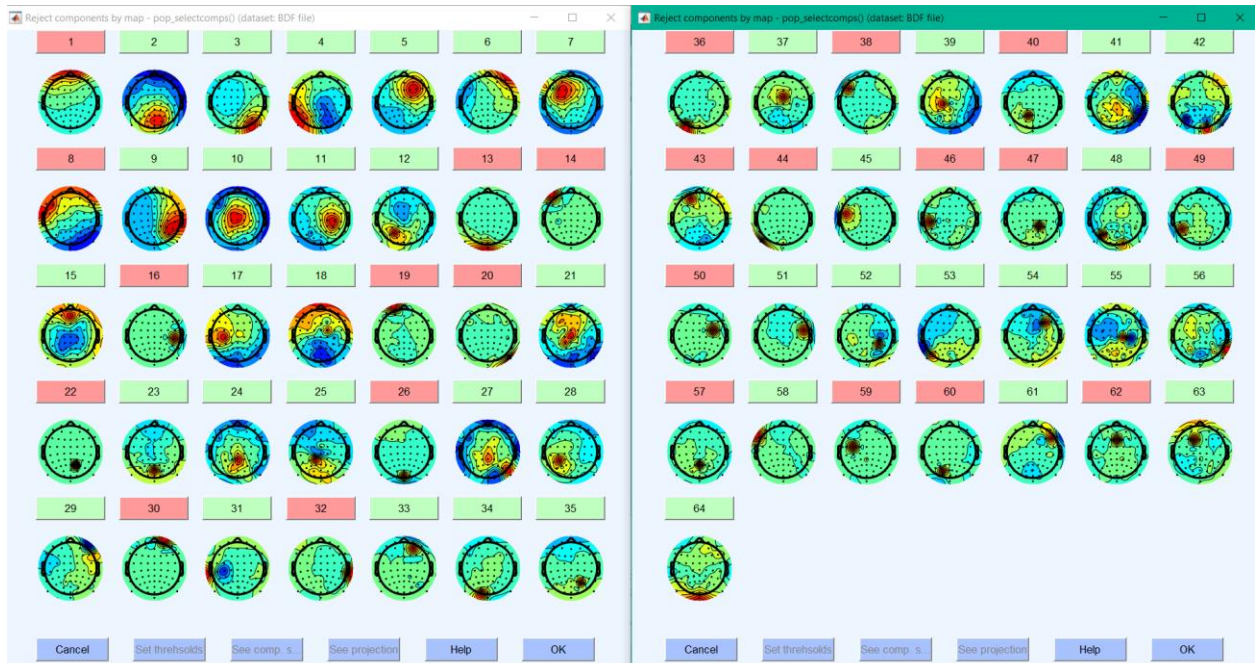 Reject components by map - pop_selectcomps() (dataset: BDF file)
1 2 3 4 5 6 7
8 9 10 11 12 13 14
15 16 17 18 19 20 21
22 23 24 25 26 27 28
29 30 31 32 33 34 35
Cancel Set threhsolds See comp. s... See projection Help OK
Reject components by map - pop_selectcomps() (dataset: BDF file)
36 37 38 39 40 41 42
43 44 45 46 47 48 49
50 51 52 53 54 55 56
57 58 59 60 61 62 63
64
Cancel Set threhsolds See comp. s... See projection Help OK